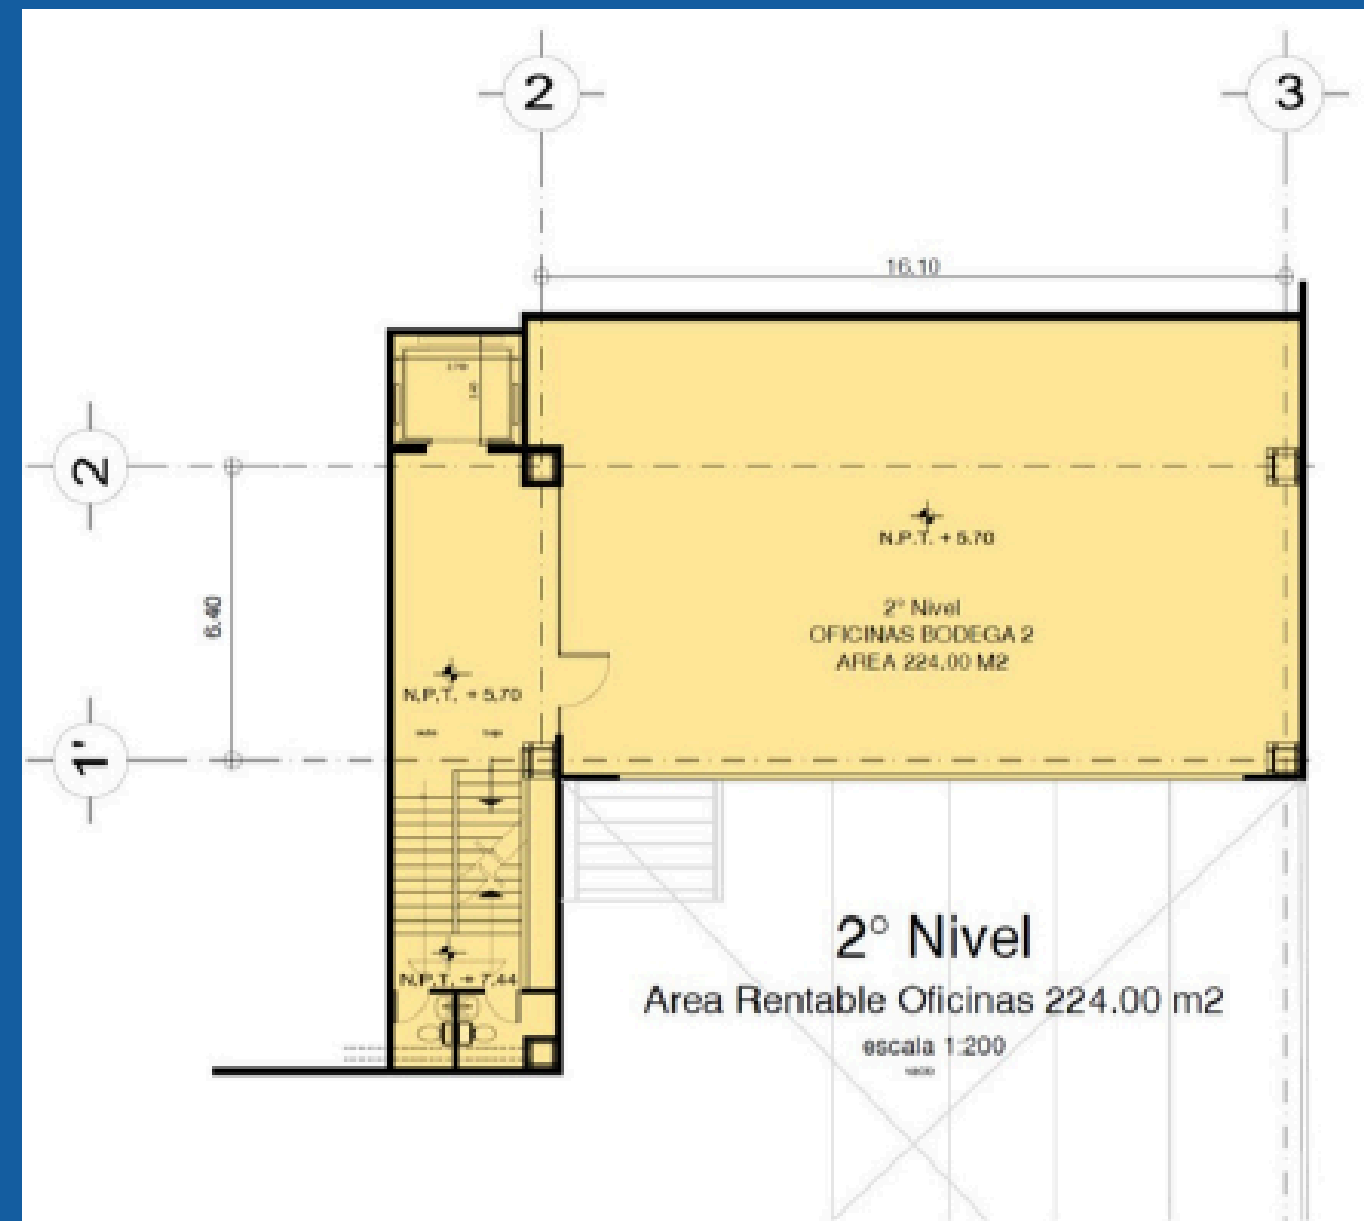 2
3
16.10
2
N.P.T. + 5.70
2° Nivel
OFICINAS BODEGA 2
AREA 224.00 M2
6.40
N.P.T. + 5.70
1'
2° Nivel
N.P.T. + 7.44
Area Rentable Oficinas 224.00 m2
escala 1:200